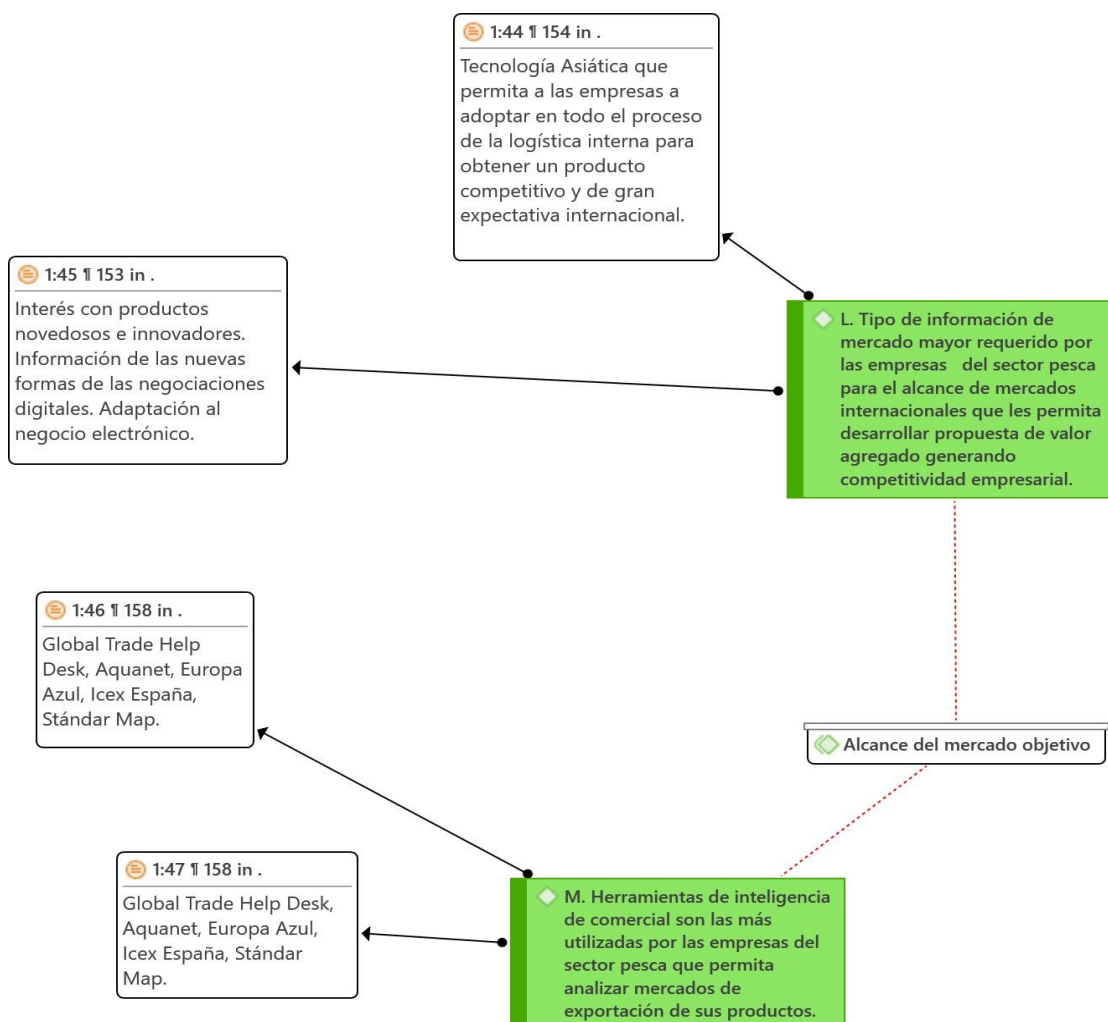 1:44 ¶ 154 in .
Tecnología Asiática que
permita a las empresas a
adoptar en todo el proceso
de la logística interna para
obtener un producto
competitivo y de gran
expectativa internacional.
1:45 ¶ 153 in .
Interés con productos
novedosos e innovadores.
Información de las nuevas
formas de las negociaciones
digitales. Adaptación al
negocio electrónico.
L. Tipo de información de
mercado mayor requerido por
las empresas del sector pesca
para el alcance de mercados
internacionales que les permita
desarrollar propuesta de valor
agregado generando
competitividad empresarial.
1:46 ¶ 158 in .
Global Trade Help
Desk, Aquanet, Europa
Azul, Icex España,
Stándar Map.
Alcance del mercado objetivo
1:47 ¶ 158 in .
Global Trade Help Desk,
Aquanet, Europa Azul,
Icex España, Stándar
Map.
M. Herramientas de inteligencia
de comercial son las más
utilizadas por las empresas del
sector pesca que permita
analizar mercados de
exportación de sus productos.